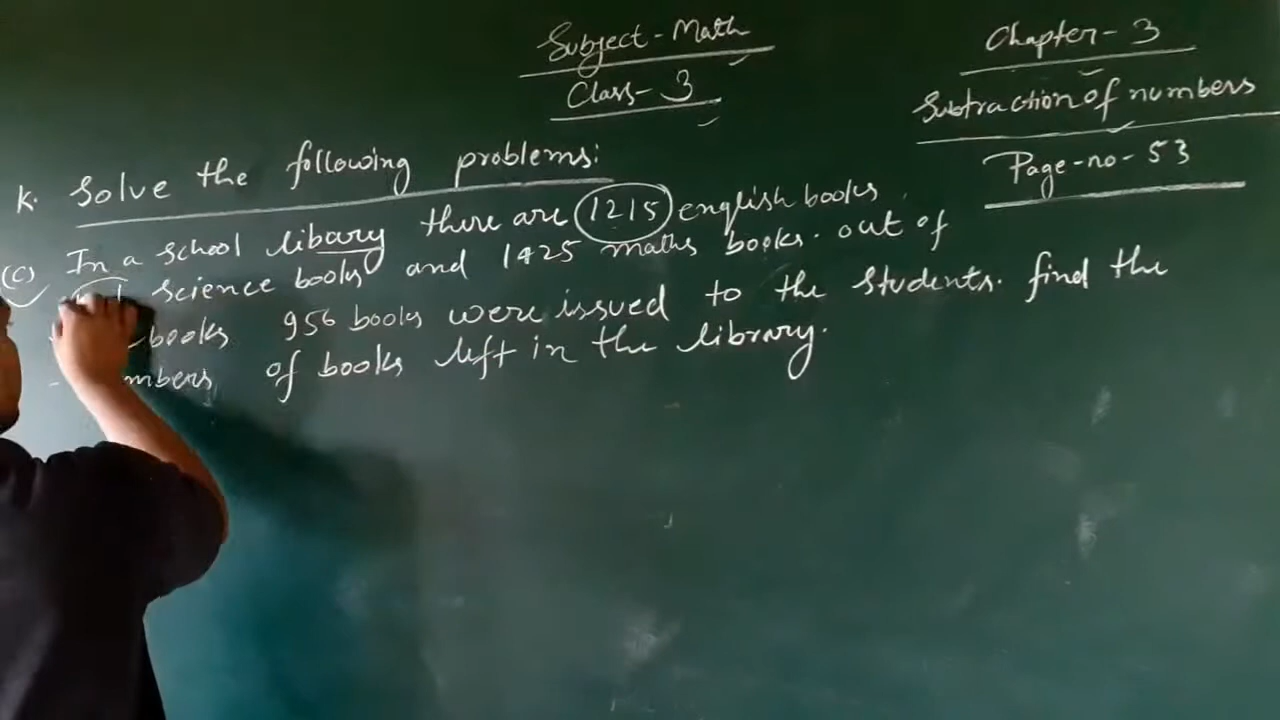 Subject - Math
Class - 3
Chapter - 3
Subtraction of numbers
Page - no - 53
K. Solve the following problems:
(c) In a school libary there are 1215 english books
science books and 1425 maths books. out of
books 956 books were issued to the students. find the
mbers of books left in the library.